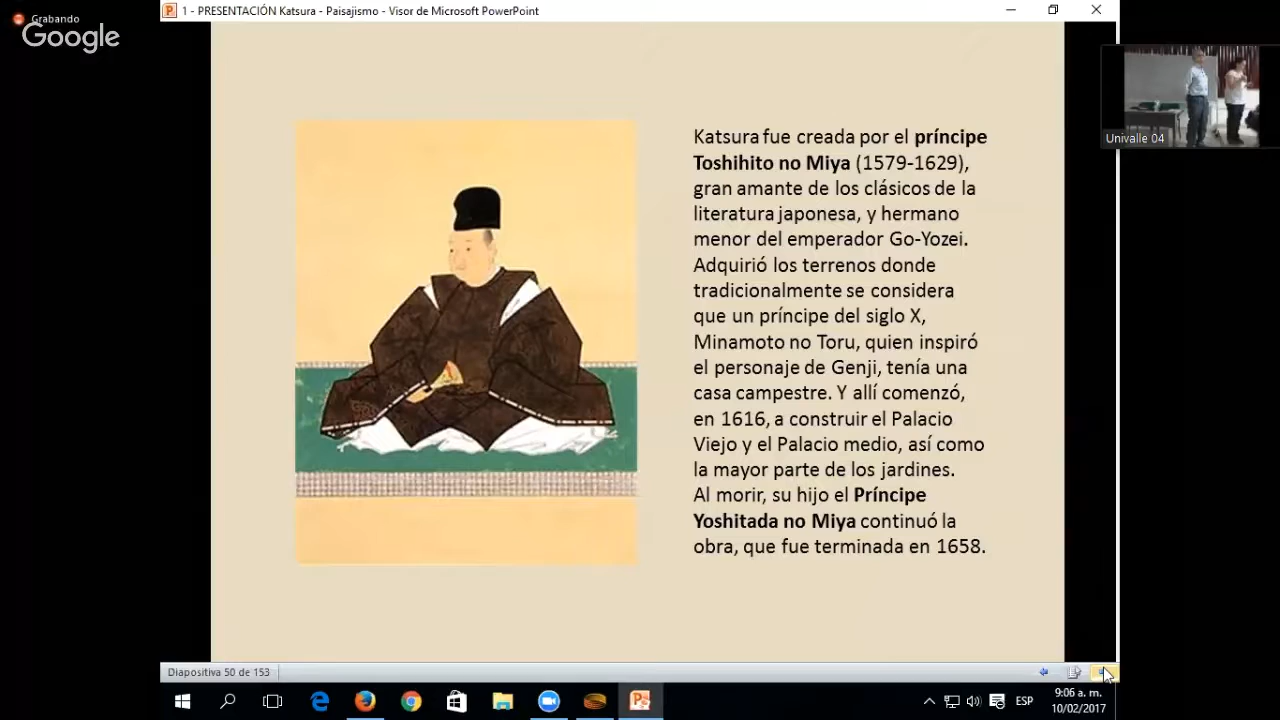 Grabando
Google
1 - PRESENTACIÓN Katsura - Paisajismo - Visor de Microsoft PowerPoint
Univalle 04
Katsura fue creada por el príncipe
Toshihito no Miya (1579-1629),
gran amante de los clásicos de la
literatura japonesa, y hermano
menor del emperador Go-Yozei.
Adquirió los terrenos donde
tradicionalmente se considera
que un príncipe del siglo X,
Minamoto no Toru, quien inspiró
el personaje de Genji, tenía una
casa campestre. Y allí comenzó,
en 1616, a construir el Palacio
Viejo y el Palacio medio, así como
la mayor parte de los jardines.
Al morir, su hijo el Príncipe
Yoshitada no Miya continuó la
obra, que fue terminada en 1658.
Diapositiva 50 de 153
ESP
9:06 a. m.
10/02/2017